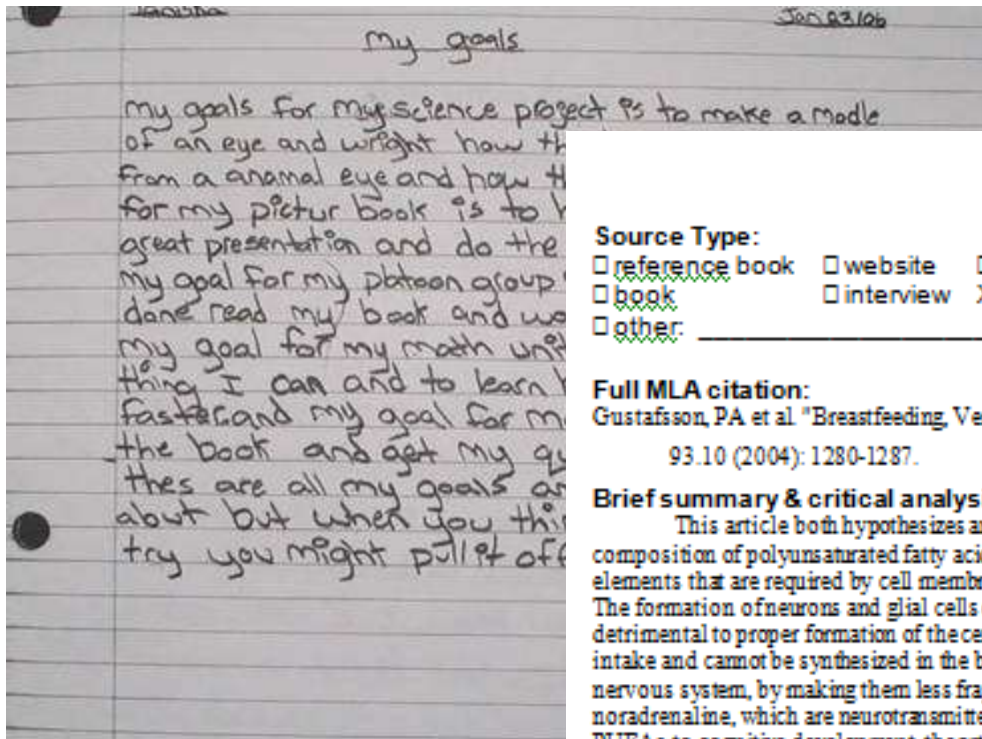 Jan 23/06
my goals
my goals for my science project is to make a modle
of an eye and wright how th
from a anamal eye and how th
for my pictur book is to h
great presentation and do the
my goal for my platoon group
done read my book and wo
my goal for my math unit
thing I can and to learn
faster and my goal for m
the book and get my qu
thes are all my goals an
abut but when you thi
try you might pull it off
Source Type:
☐ reference book ☐ website
☐ book ☐ interview
☐ other: ____________________
Full MLA citation:
Gustafsson, PA et al. "Breastfeeding, Ve
93.10 (2004): 1280-1287.
Brief summary & critical analys
This article both hypothesizes a
composition of polyunsaturated fatty acid
elements that are required by cell membr
The formation of neurons and glial cells
detrimental to proper formation of the ce
intake and cannot be synthesized in the b
nervous system, by making them less fra
noradrenaline, which are neurotransmitte